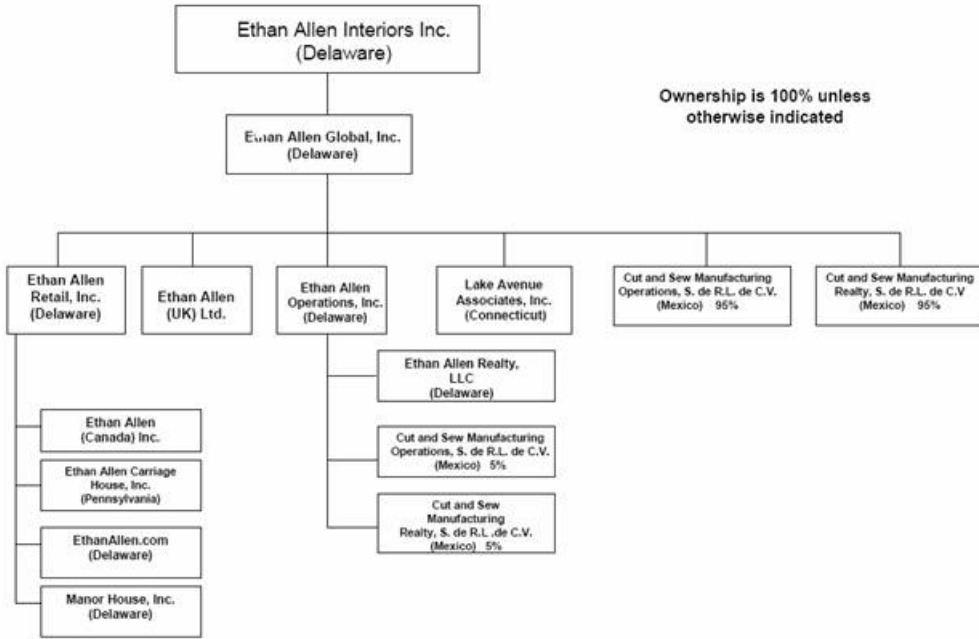 Ethan Allen Interiors Inc.
(Delaware)
Ownership is 100% unless
otherwise indicated
Ethan Allen Global, Inc.
(Delaware)
Ethan Allen
Retail, Inc.
(Delaware)
Ethan Allen
(UK) Ltd.
Ethan Allen
Operations, Inc.
(Delaware)
Lake Avenue
Associates, Inc.
(Connecticut)
Cut and Sew Manufacturing
Operations, S. de R.L. de C.V.
(Mexico) 95%
Cut and Sew Manufacturing
Realty, S. de R.L. de C.V
(Mexico) 95%
Ethan Allen
(Canada) Inc.
Ethan Allen Carriage
House, Inc.
(Pennsylvania)
EthanAllen.com
(Delaware)
Manor House, Inc.
(Delaware)
Ethan Allen Realty,
LLC
(Delaware)
Cut and Sew Manufacturing
Operations, S. de R.L. de C.V.
(Mexico) 5%
Cut and Sew
Manufacturing
Realty, S. de R.L .de C.V.
(Mexico) 5%